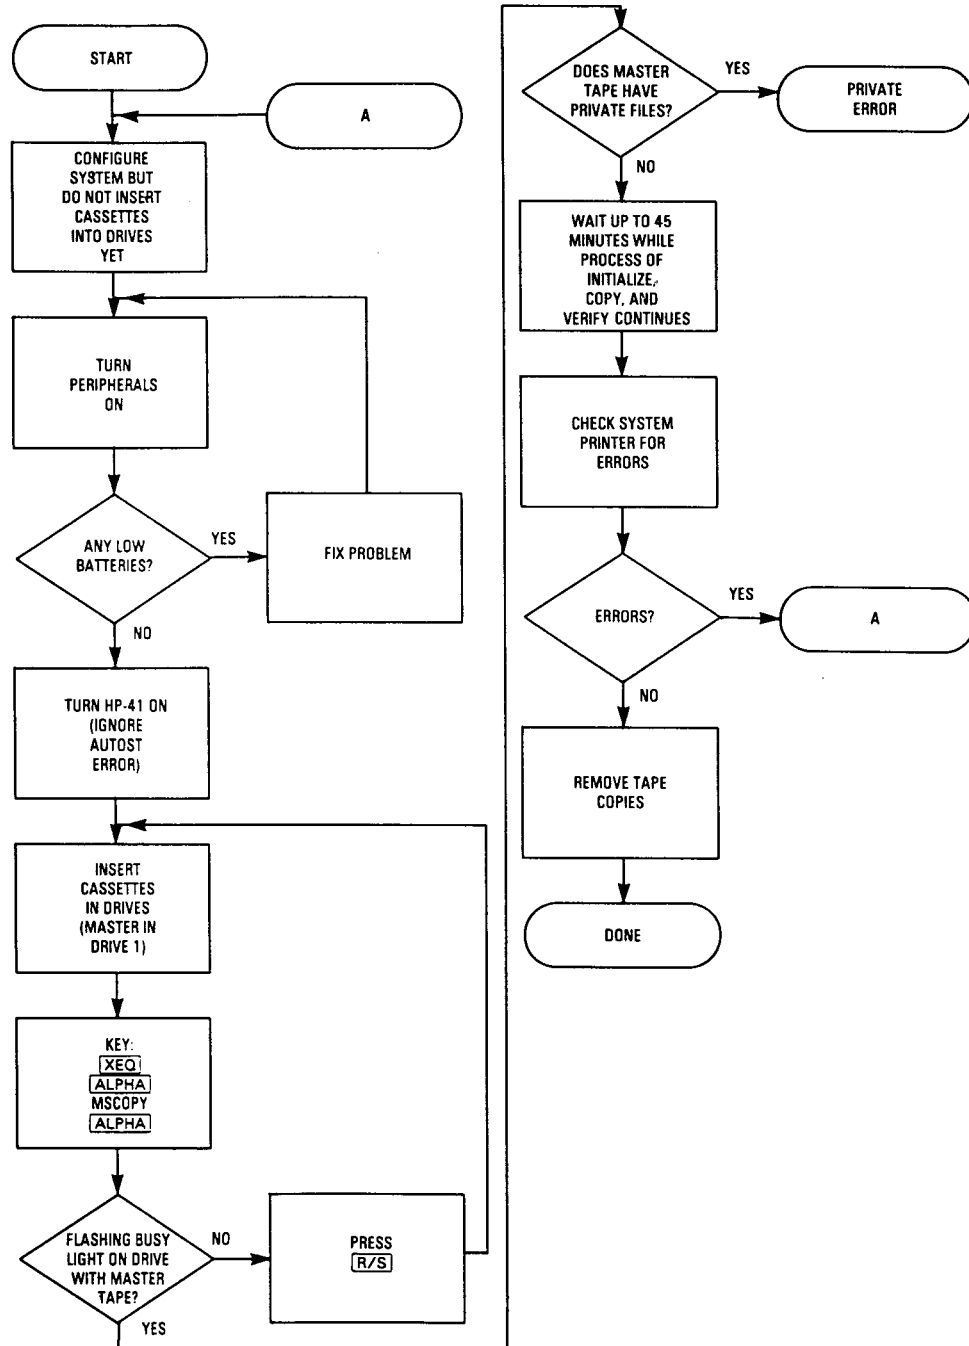 START
A
CONFIGURE
SYSTEM BUT
DO NOT INSERT
CASSETTES
INTO DRIVES
YET
TURN
PERIPHERALS
ON
ANY LOW
BATTERIES?
YES
FIX PROBLEM
NO
TURN HP-41 ON
(IGNORE
AUTOST
ERROR)
INSERT
CASSETTES
IN DRIVES
(MASTER IN
DRIVE 1)
KEY:
XEQ
ALPHA
MSCOPY
ALPHA
FLASHING BUSY
LIGHT ON DRIVE
WITH MASTER
TAPE?
NO
PRESS
R/S
YES
DOES MASTER
TAPE HAVE
PRIVATE FILES?
YES
PRIVATE
ERROR
NO
WAIT UP TO 45
MINUTES WHILE
PROCESS OF
INITIALIZE,
COPY, AND
VERIFY CONTINUES
CHECK SYSTEM
PRINTER FOR
ERRORS
ERRORS?
YES
A
NO
REMOVE TAPE
COPIES
DONE